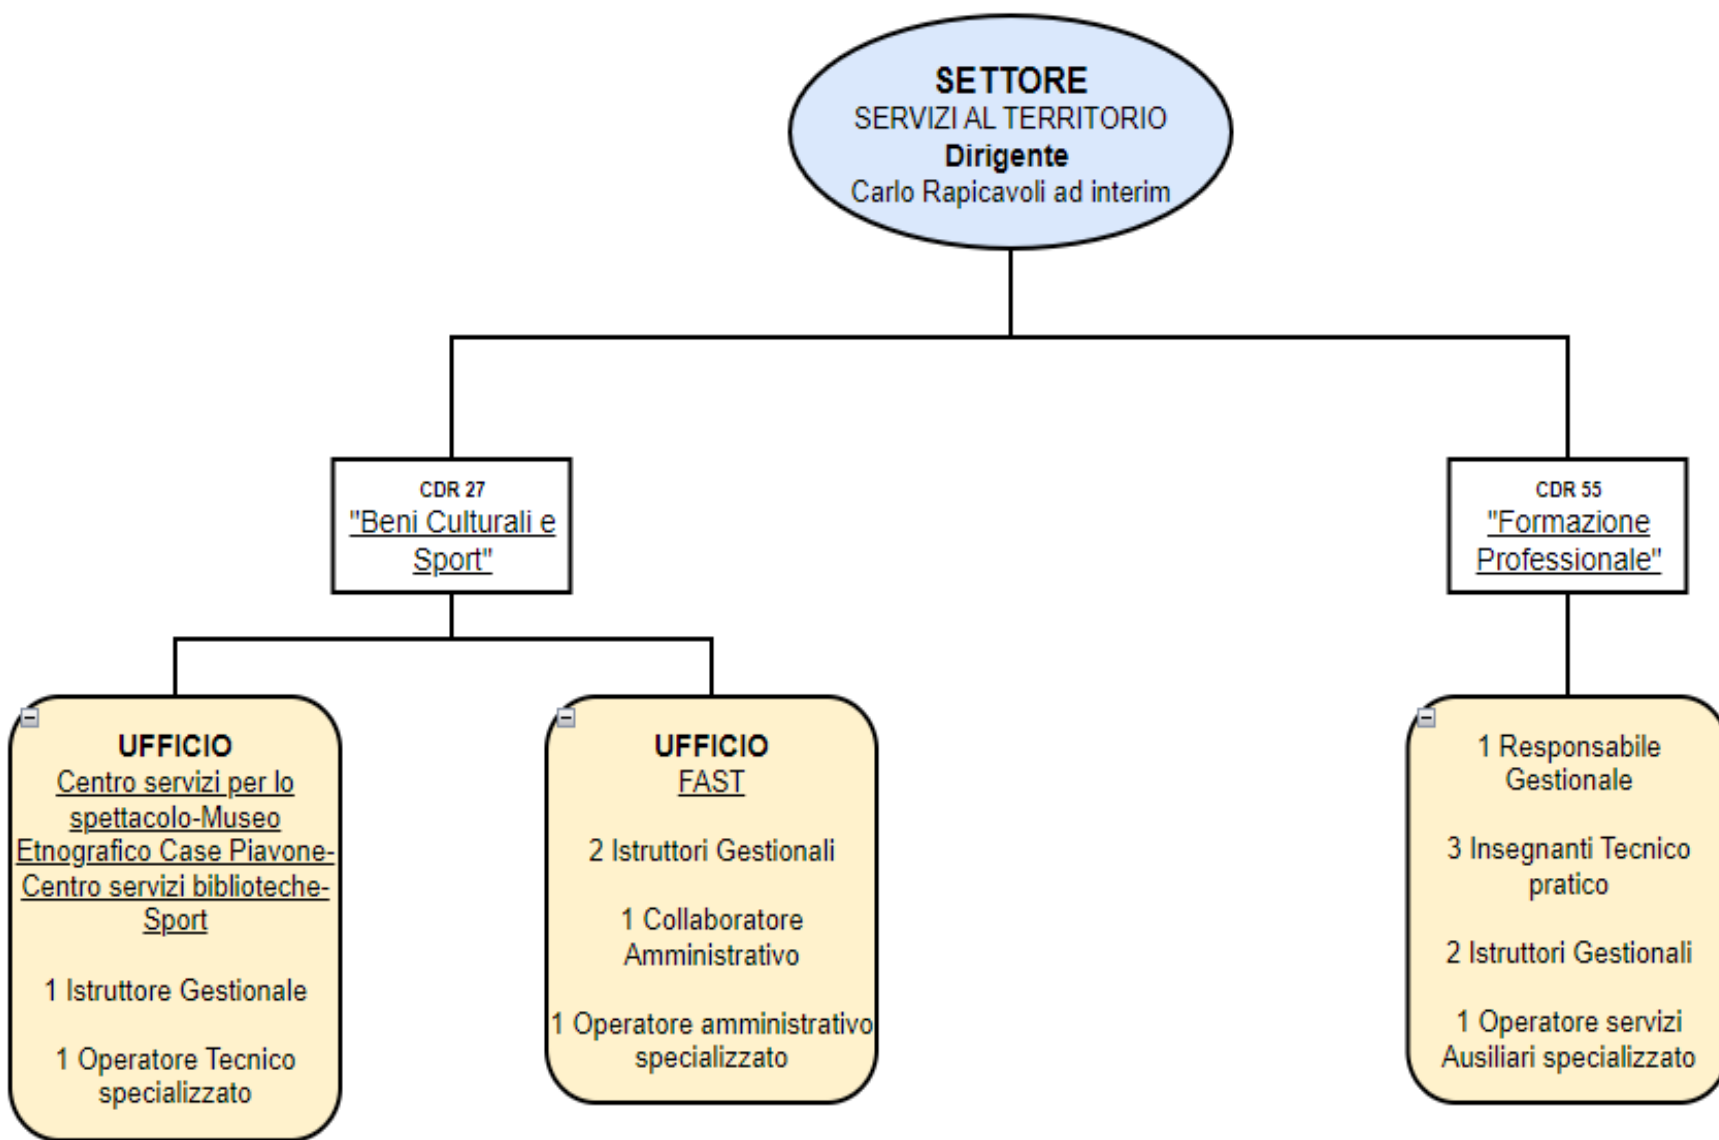 SETTORE
SERVIZI AL TERRITORIO
Dirigente
Carlo Rapicavoli ad interim
CDR 27
"Beni Culturali e
Sport"
CDR 55
"Formazione
Professionale"
UFFICIO
Centro servizi per lo
spettacolo-Museo
Etnografico Case Piavone-
Centro servizi biblioteche-
Sport
1 Istruttore Gestionale
1 Operatore Tecnico
specializzato
UFFICIO
FAST
2 Istruttori Gestionali
1 Collaboratore
Amministrativo
1 Operatore amministrativo
specializzato
1 Responsabile
Gestionale
3 Insegnanti Tecnico
pratico
2 Istruttori Gestionali
1 Operatore servizi
Ausiliari specializzato